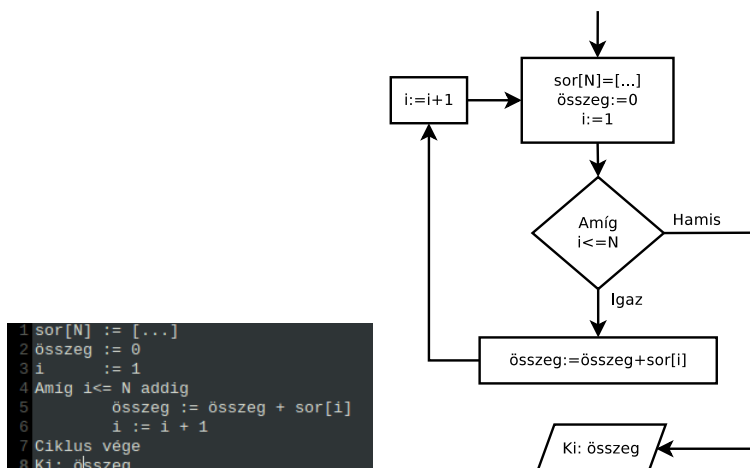 sor[N]=[...]
összeg:=0
i:=1
i:=i+1
Amíg
i<=N
Hamis
Igaz
összeg:=összeg+sor[i]
Ki: összeg
1 sor[N] := [...]
2 összeg := 0
3 i := 1
4 Amíg i<= N addig
5 összeg := összeg + sor[i]
6 i := i + 1
7 Ciklus vége
8 Ki: összeg